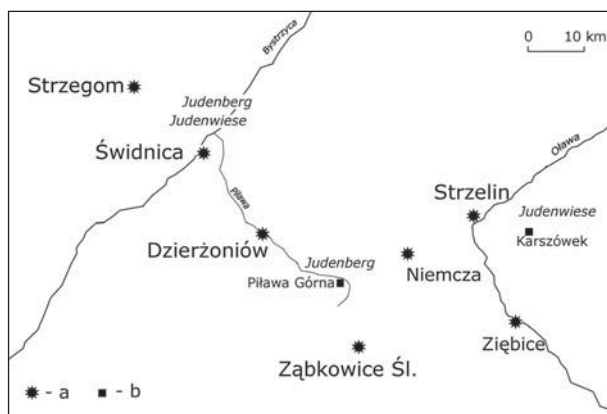 Bystrzyca
0 10 km
Strzegom
Judenberg
Judenwiese
Świdnica
Oława
Piława
Strzelin
Judenwiese
Karszówek
Dzierżoniów
Judenberg
Niemcza
Piława Górna
Ziębice
Ząbkowice Śl.
- a - b